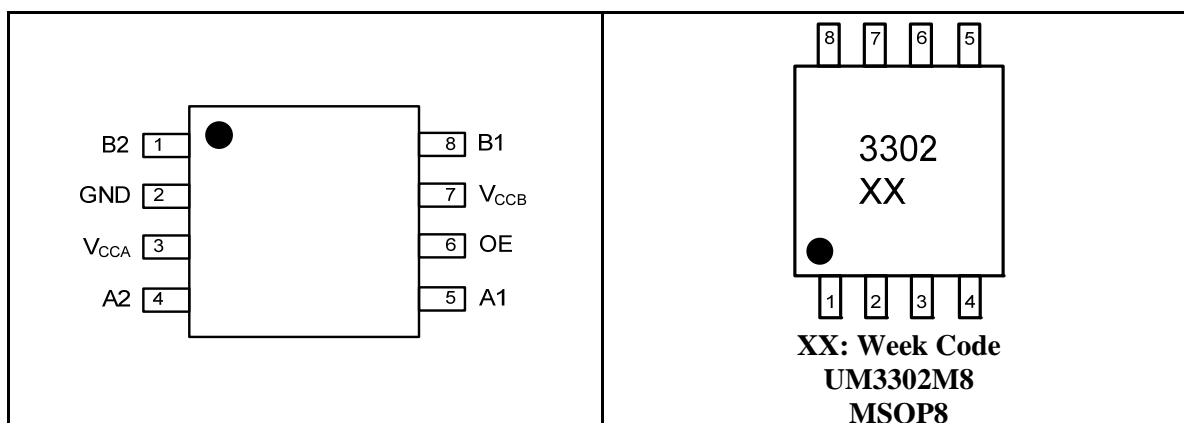 B2 1 8 B1
GND 2 7 VCCB
VCCA 3 6 OE
A2 4 5 A1
8 7 6 5
3302
XX
1 2 3 4
XX: Week Code
UM3302M8
MSOP8